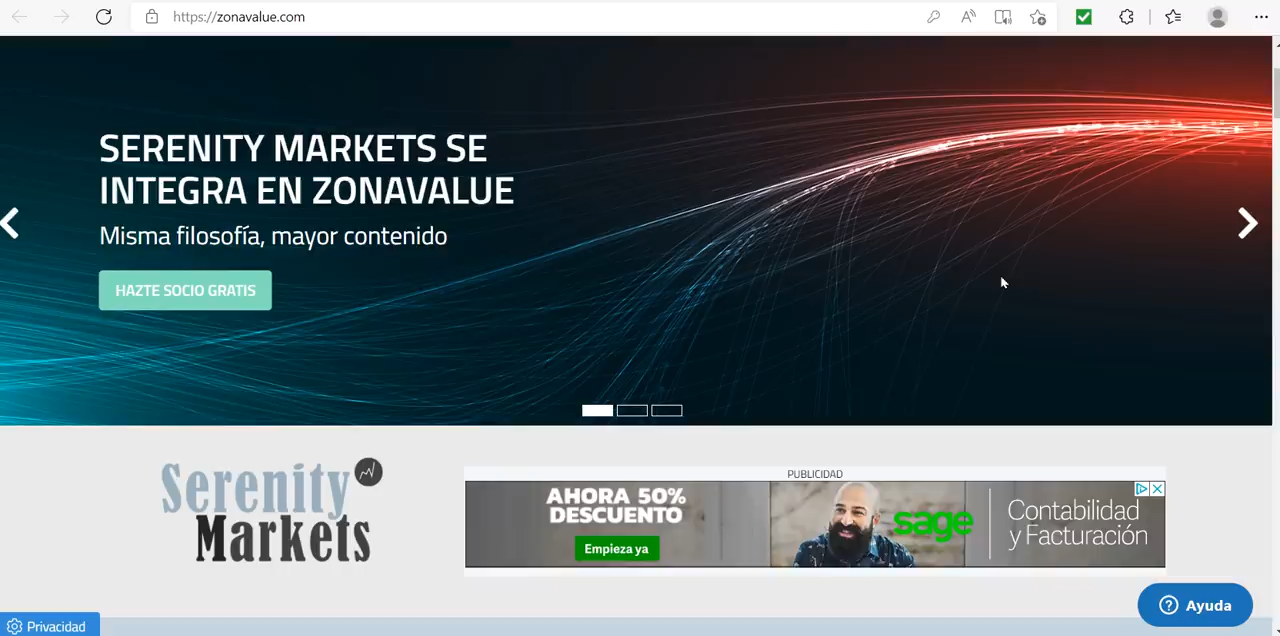 https://zonavalue.com
SERENITY MARKETS SE
INTEGRA EN ZONAVALUE
Misma filosofía, mayor contenido
HAZTE SOCIO GRATIS
Serenity
Markets
PUBLICIDAD
AHORA 50%
DESCUENTO
Empieza ya
sage
Contabilidad
y Facturación
Ayuda
Privacidad